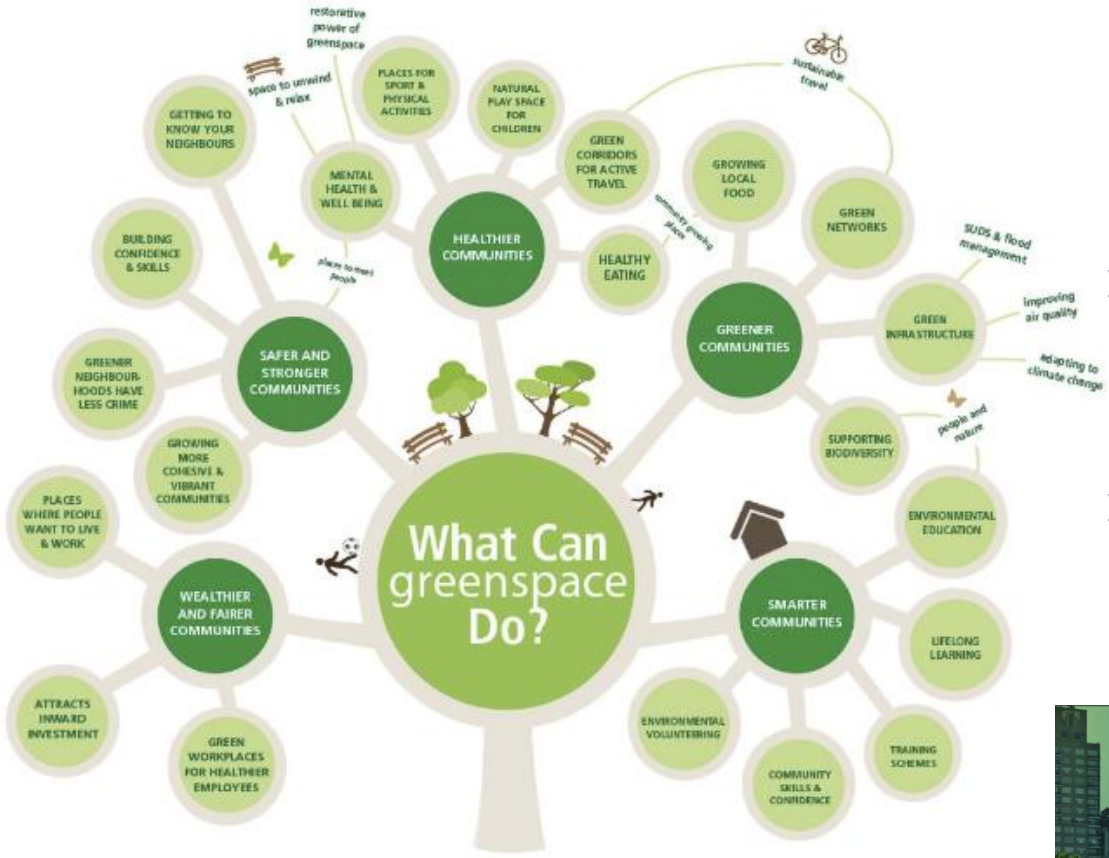 restorative
power of
greenspace
space to unwind
& relax
sustainable
travel
PLACES FOR
SPORT &
PHYSICAL
ACTIVITIES
NATURAL
PLAY SPACE
FOR
CHILDREN
GETTING TO
KNOW YOUR
NEIGHBOURS
MENTAL
HEALTH &
WELL BEING
GREEN
CORRIDORS
FOR ACTIVE
TRAVEL
GROWING
LOCAL
FOOD
GREEN
NETWORKS
BUILDING
CONFIDENCE
& SKILLS
places to meet
people
HEALTHIER
COMMUNITIES
HEALTHY
EATING
community growing
places
SUDS & flood
management
improving
air quality
adapting to
climate change
GREEN
INFRASTRUCTURE
GREENER
COMMUNITIES
SAFER AND
STRONGER
COMMUNITIES
GREENER
NEIGHBOUR-
HOODS HAVE
LESS CRIME
GROWING
MORE
COHESIVE &
VIBRANT
COMMUNITIES
SUPPORTING
BIODIVERSITY
people and
nature
PLACES
WHERE PEOPLE
WANT TO LIVE
& WORK
ENVIRONMENTAL
EDUCATION
What Can
greenspace
Do?
WEALTHIER
AND FAIRER
COMMUNITIES
SMARTER
COMMUNITIES
LIFELONG
LEARNING
ATTRACTS
INWARD
INVESTMENT
GREEN
WORKPLACES
FOR HEALTHIER
EMPLOYEES
ENVIRONMENTAL
VOLUNTEERING
COMMUNITY
SKILLS &
CONFIDENCE
TRAINING
SCHEMES